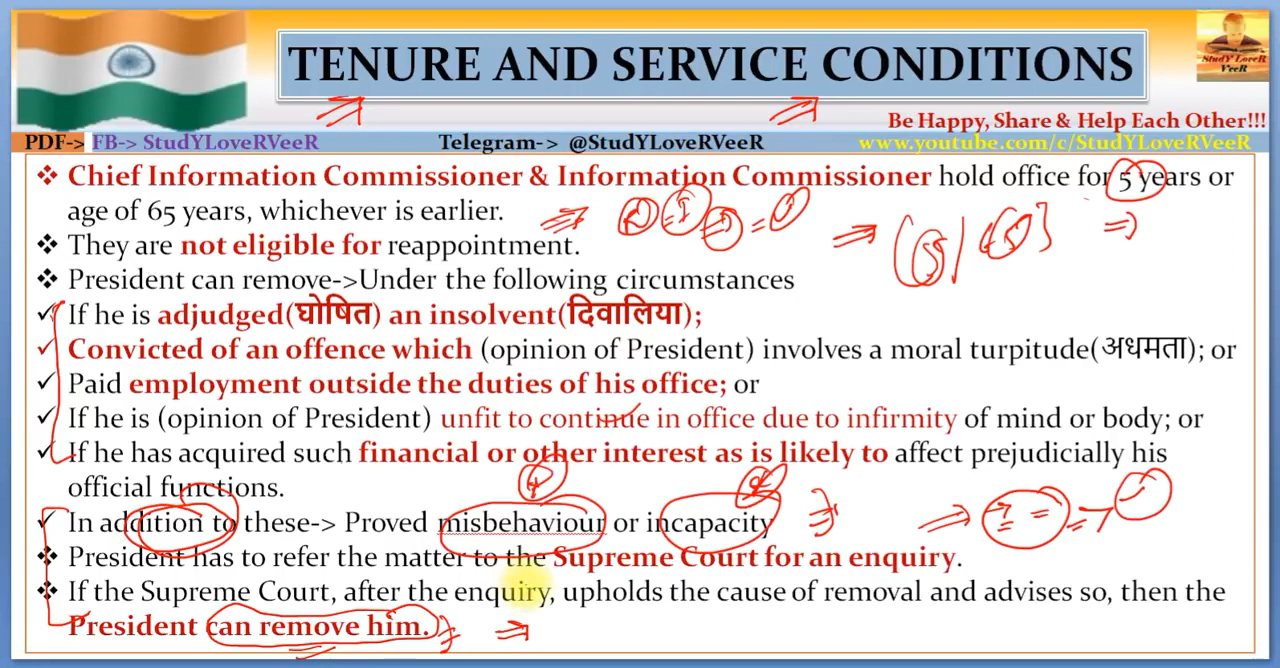 TENURE AND SERVICE CONDITIONS
StudY LoveR
VeeR
Be Happy, Share & Help Each Other!!!
PDF-> FB-> StudYLoveRVeeR Telegram-> @StudYLoveRVeeR www.youtube.com/c/StudYLoveRVeeR
❖ Chief Information Commissioner & Information Commissioner hold office for 5 years or
age of 65 years, whichever is earlier.
❖ They are not eligible for reappointment.
❖ President can remove->Under the following circumstances
✓ If he is adjudged(घोषित) an insolvent(दिवालिया);
✓ Convicted of an offence which (opinion of President) involves a moral turpitude(अधमता); or
✓ Paid employment outside the duties of his office; or
✓ If he is (opinion of President) unfit to continue in office due to infirmity of mind or body; or
✓ If he has acquired such financial or other interest as is likely to affect prejudicially his
official functions.
✓ In addition to these-> Proved misbehaviour or incapacity
❖ President has to refer the matter to the Supreme Court for an enquiry.
❖ If the Supreme Court, after the enquiry, upholds the cause of removal and advises so, then the
President can remove him.